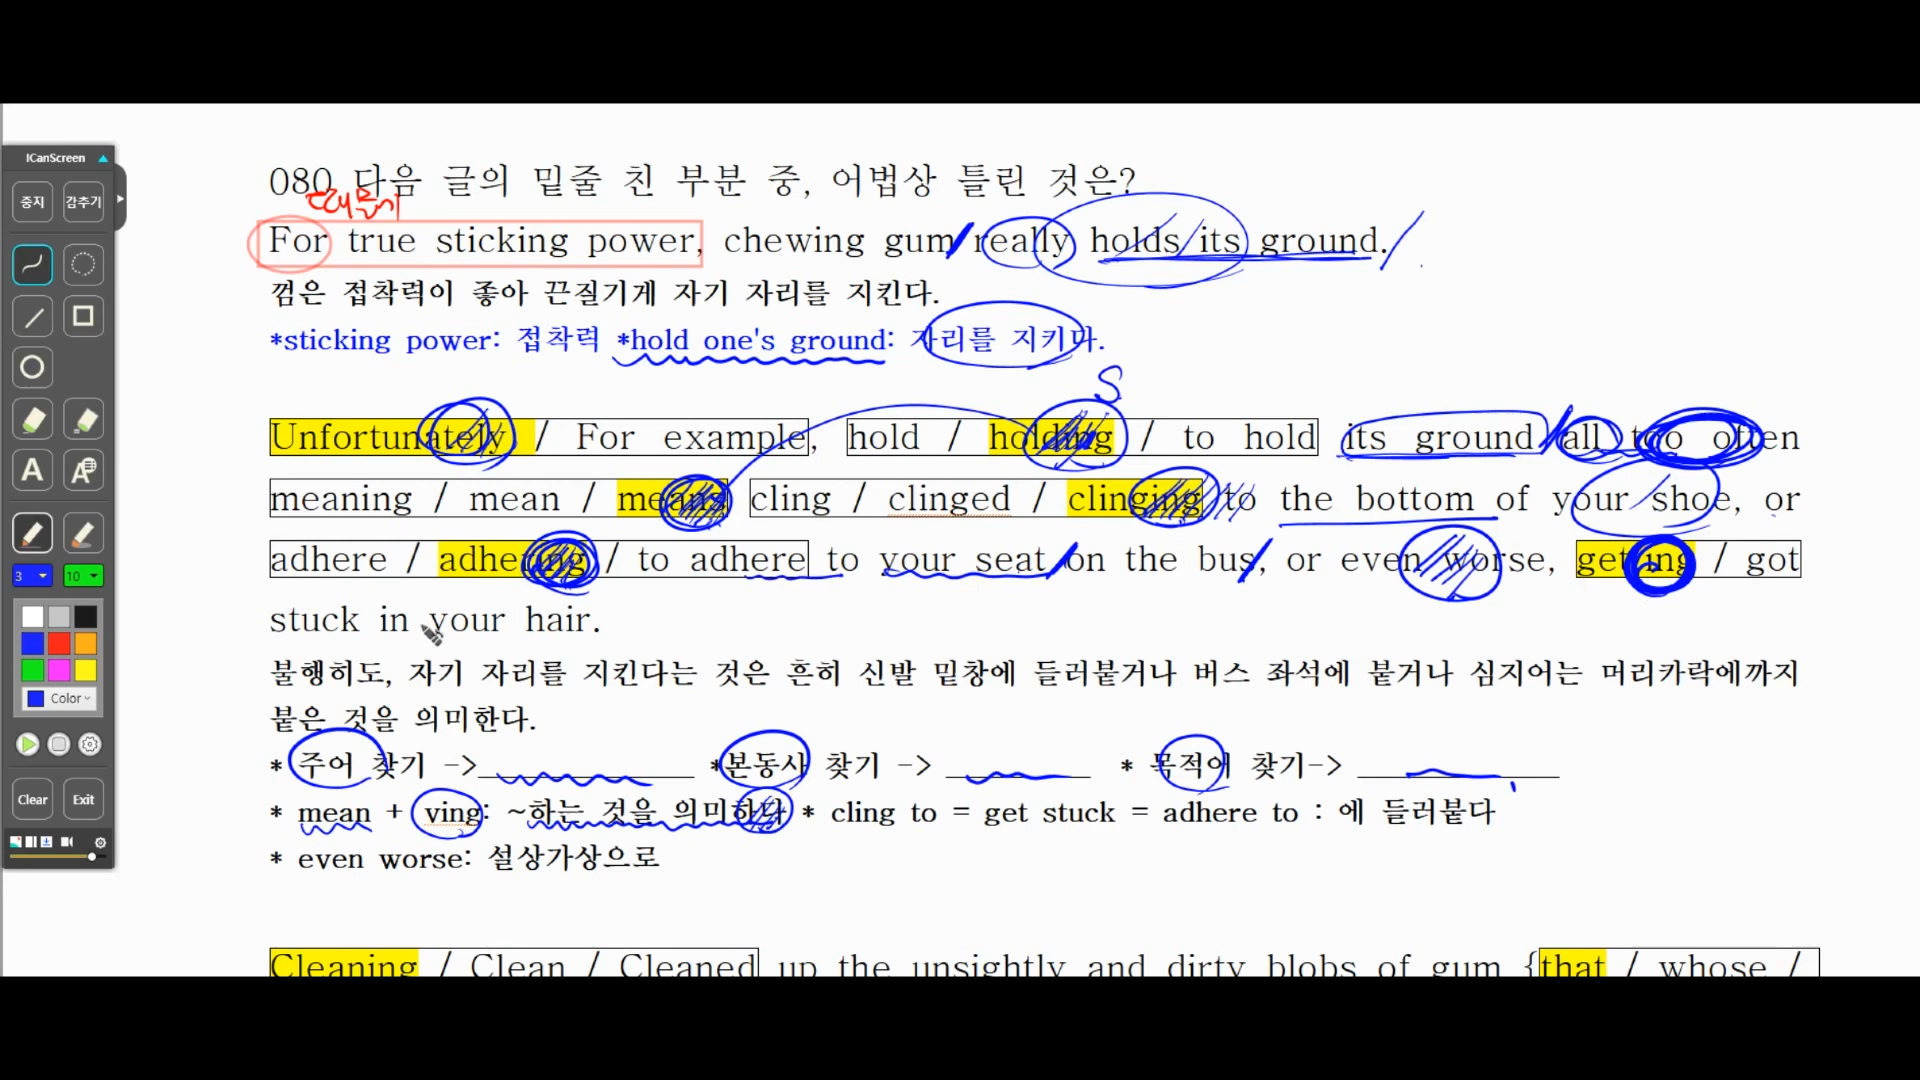 ICanScreen
중지 감추기
3 10
Color
Clear Exit
080 다음 글의 밑줄 친 부분 중, 어법상 틀린 것은?
때문에
For true sticking power, chewing gum really holds its ground.
껌은 접착력이 좋아 끈질기게 자기 자리를 지킨다.
*sticking power: 접착력 *hold one's ground: 자리를 지키다.
S
Unfortunately / For example, hold / holding / to hold its ground all too often
meaning / mean / means cling / clinged / clinging to the bottom of your shoe, or
adhere / adhering / to adhere to your seat on the bus, or even worse, getting / got
stuck in your hair.
불행히도, 자기 자리를 지킨다는 것은 흔히 신발 밑창에 들러붙거나 버스 좌석에 붙거나 심지어는 머리카락에까지
붙은 것을 의미한다.
* 주어 찾기 ->____________ *본동사 찾기 -> ________ * 목적어 찾기-> ___________
* mean + ving: ~하는 것을 의미하다 * cling to = get stuck = adhere to : 에 들러붙다
* even worse: 설상가상으로
Cleaning / Clean / Cleaned up the unsightly and dirty blobs of gum {that / whose /